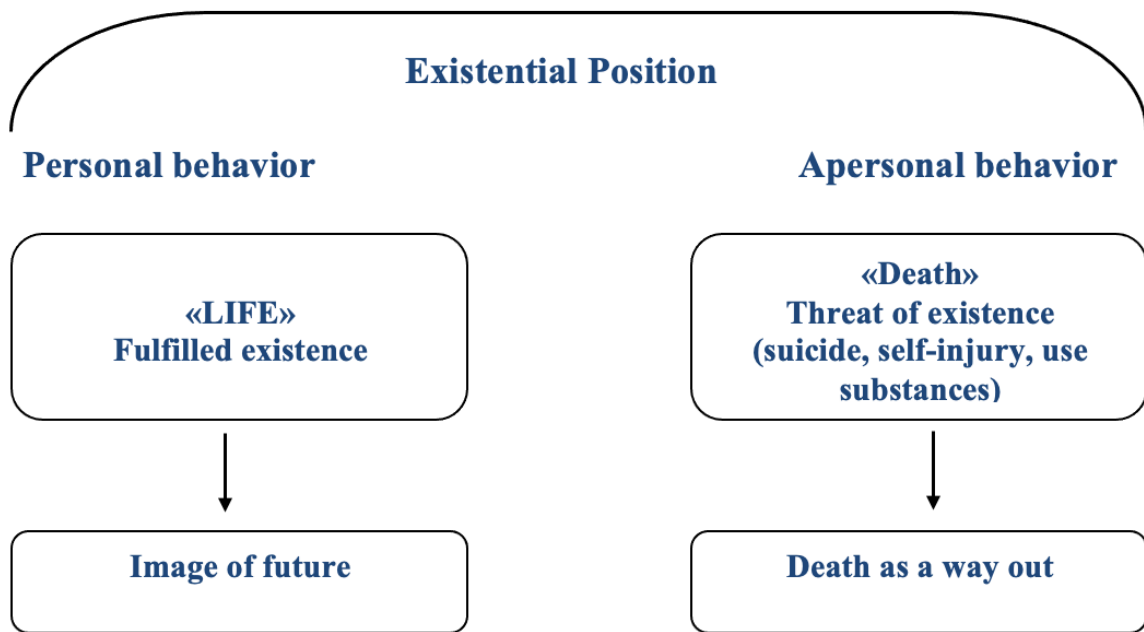 Existential Position
Personal behavior
Apersonal behavior
«LIFE»
Fulfilled existence
«Death»
Threat of existence
(suicide, self-injury, use
substances)
Image of future
Death as a way out